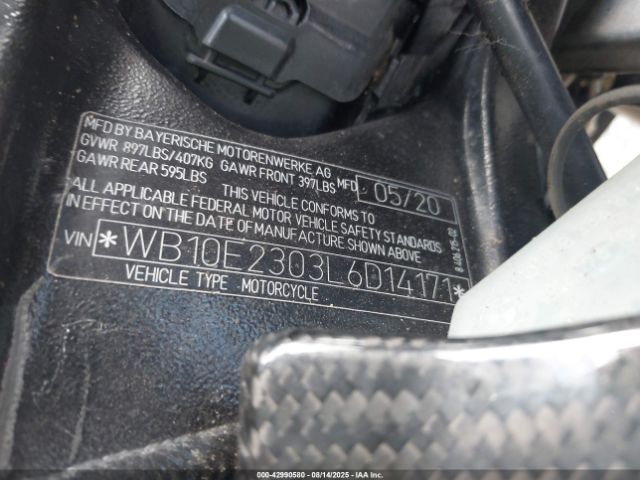 MFD BY BAYERISCHE MOTORENWERKE AG
GVWR 897LBS/407KG GAWR FRONT 397LBS MFD 05/20
GAWR REAR 595LBS
THIS VEHICLE CONFORMS TO
ALL APPLICABLE FEDERAL MOTOR VEHICLE SAFETY STANDARDS
IN EFFECT ON THE DATE OF MANUFACTURE SHOWN ABOVE
VIN *WB10E2303L6D14171*
VEHICLE TYPE MOTORCYCLE
000-42990580 - 08/14/2025 - IAA Inc.